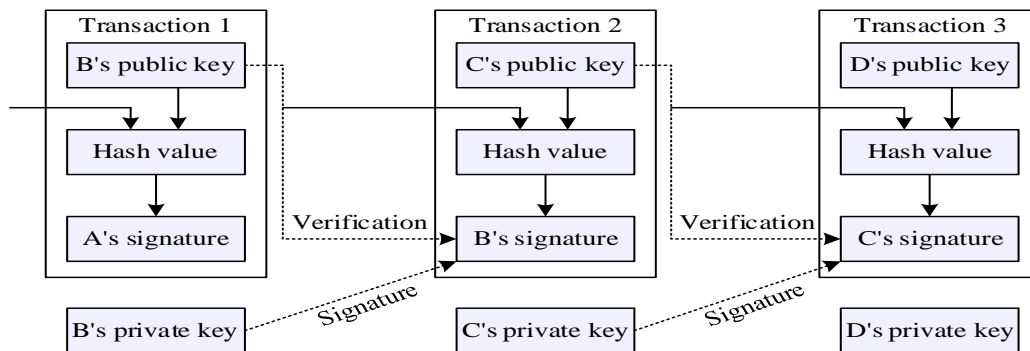 Transaction 1
Transaction 2
Transaction 3
B's public key
C's public key
D's public key
Hash value
Hash value
Hash value
Verification
Verification
A's signature
B's signature
C's signature
Signature
Signature
B's private key
C's private key
D's private key